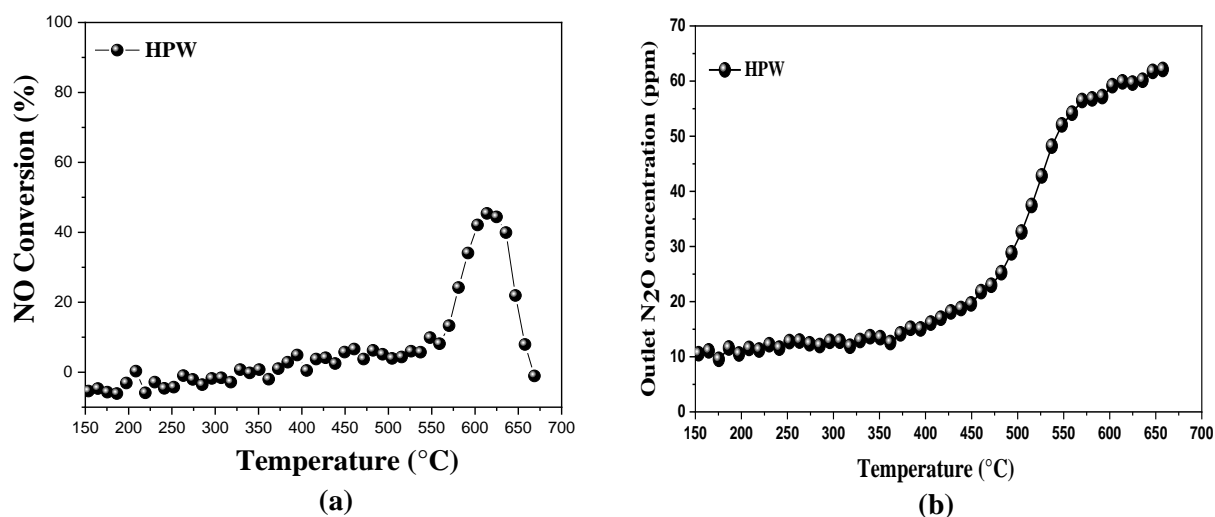 100
80
60
40
20
0
NO Conversion (%)
HPW
150 200 250 300 350 400 450 500 550 600 650 700
Temperature (°C)
(a)
70
60
50
40
30
20
10
0
Outlet N2O concentration (ppm)
HPW
150 200 250 300 350 400 450 500 550 600 650 700
Temperature (°C)
(b)